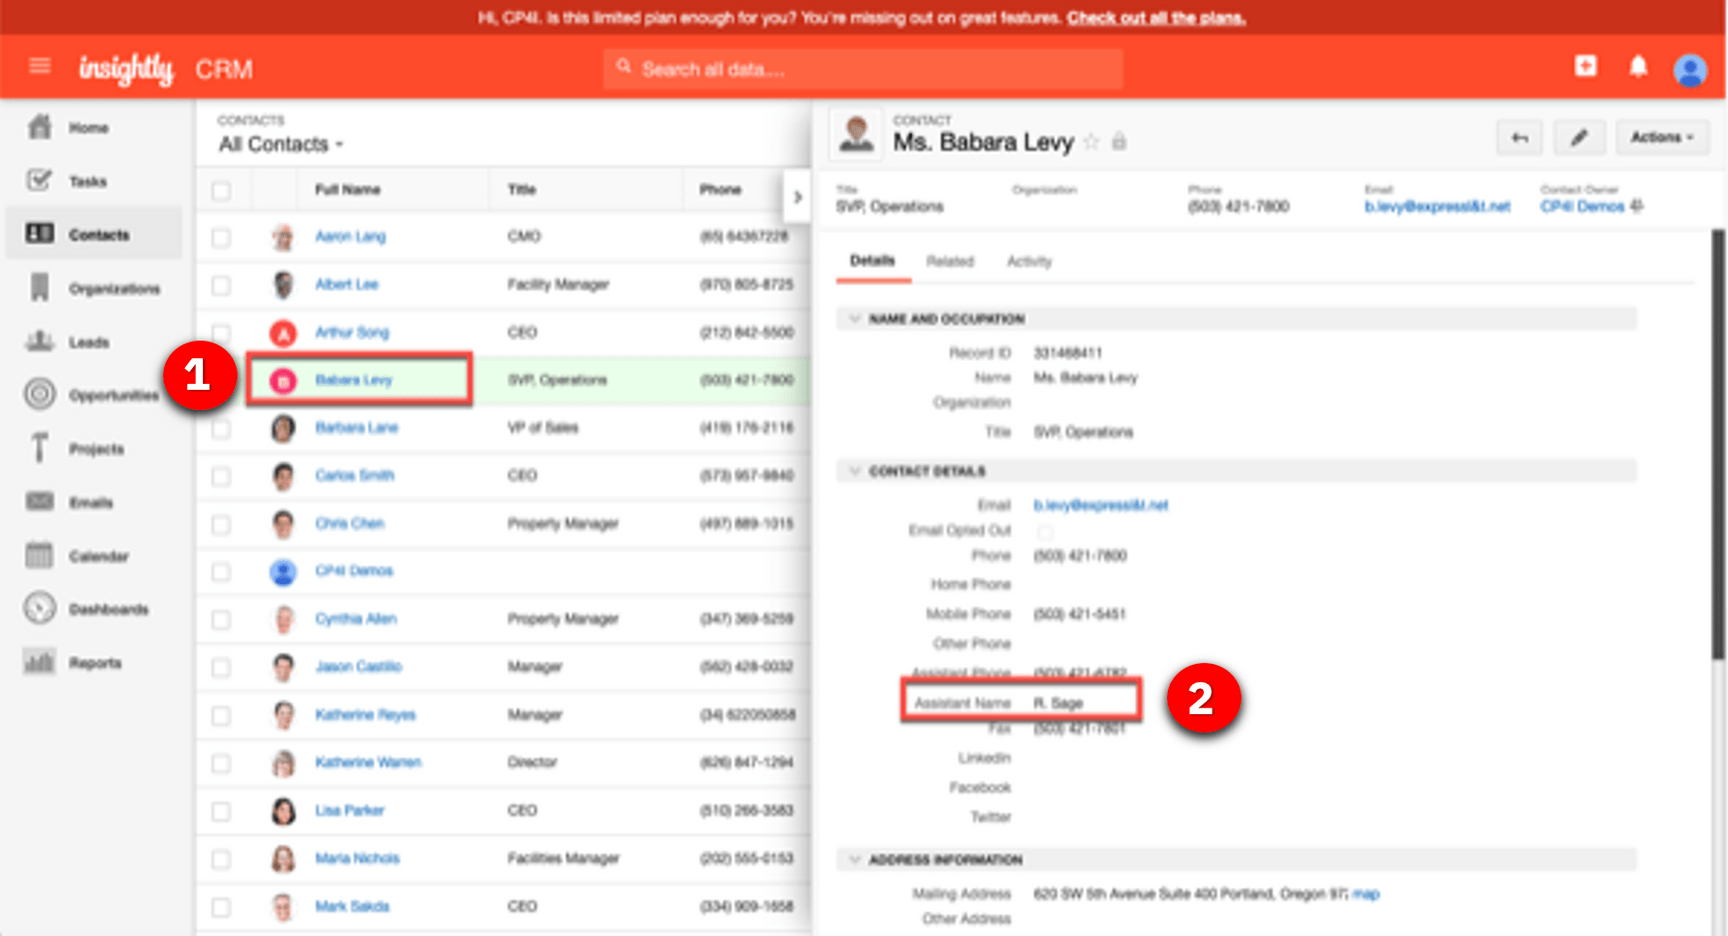 Hi, CP4I. Is this limited plan enough for you? You're missing out on great features. Check out all the plans.
insightly CRM
Search all data....
Home
Tasks
Contacts
Organizations
Leads
Opportunities
Projects
Emails
Calendar
Dashboards
Reports
CONTACTS
All Contacts
Full Name Title Phone
Aaron Lang CMO (65) 64367228
Albert Lee Facility Manager (970) 805-8725
A Arthur Song CEO (212) 842-5500
1 B Babara Levy SVP, Operations (503) 421-7800
Barbara Lane VP of Sales (419) 176-2116
Carlos Smith CEO (573) 957-9840
Chris Chen Property Manager (497) 889-1015
CP4I Demos
Cynthia Allen Property Manager (347) 369-5259
Jason Castillo Manager (562) 428-0032
Katherine Reyes Manager (34) 622050858
Katherine Warren Director (626) 847-1294
Lisa Parker CEO (510) 266-3583
Maria Nichols Facilities Manager (202) 555-0153
Mark Sakda CEO (334) 909-1658
CONTACT
Ms. Babara Levy
Actions
Title Organization Phone Email Contact Owner
SVP, Operations (503) 421-7800 b.levy@expressl&t.net CP4I Demos
Details Related Activity
NAME AND OCCUPATION
Record ID 331468411
Name Ms. Babara Levy
Organization
Title SVP, Operations
CONTACT DETAILS
Email b.levy@expressl&t.net
Email Opted Out
Phone (503) 421-7800
Home Phone
Mobile Phone (503) 421-5451
Other Phone
Assistant Phone (503) 421-6782
Assistant Name R. Sage 2
Fax (503) 421-7801
Linkedin
Facebook
Twitter
ADDRESS INFORMATION
Mailing Address 620 SW 5th Avenue Suite 400 Portland, Oregon map
Other Address